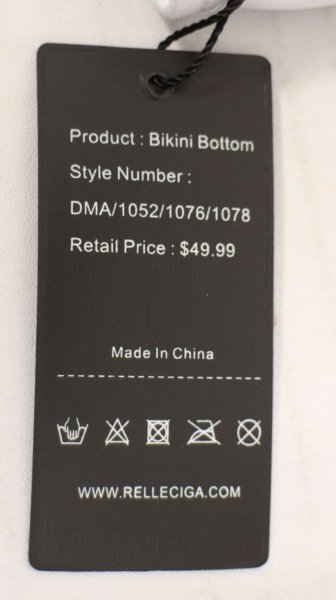 Product : Bikini Bottom
Style Number :
DMA/1052/1076/1078
Retail Price : $49.99
Made In China
WWW.RELLECIGA.COM